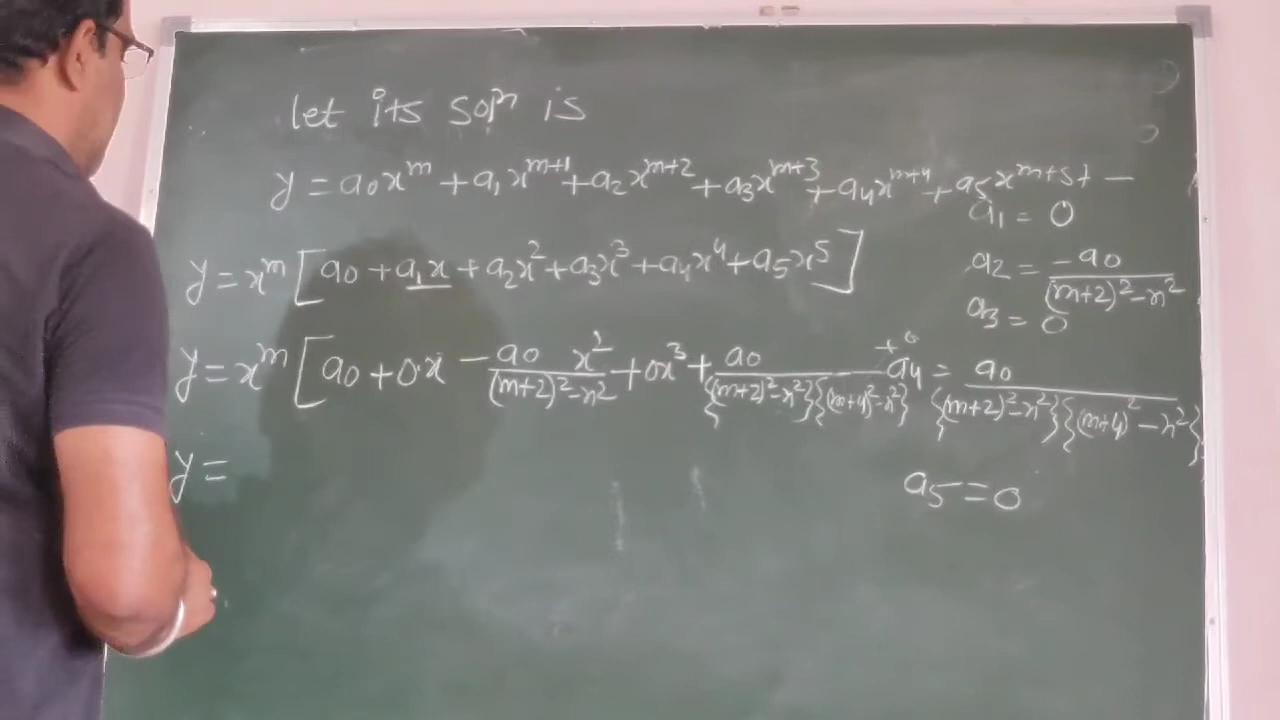 let its soln is
y = a₀x^m + a₁x^{m+1} + a₂x^{m+2} + a₃x^{m+3} + a₄x^{m+4} + a₅x^{m+5} + —
a₁ = 0
y = x^m [a₀ + a₁x + a₂x² + a₃x³ + a₄x⁴ + a₅x⁵]
a₂ = -a₀/((m+2)²-n²)
a₃ = 0
y = x^m [a₀ + 0·x - a₀/((m+2)²-n²) x² + 0x³ + a₀/({(m+2)²-n²}{(m+4)²-n²}) +
a₄ = a₀/({(m+2)²-n²}{(m+4)²-n²})
y =
a₅ = 0